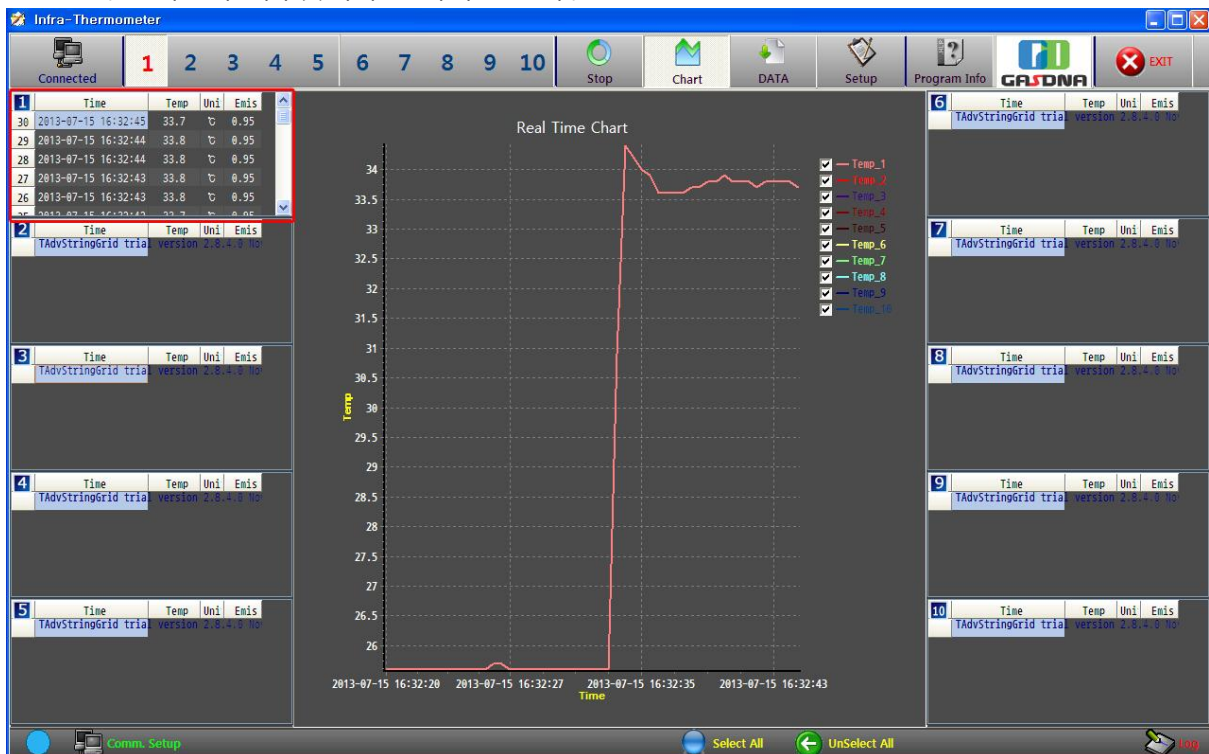 Infra-Thermometer
Connected 1 2 3 4 5 6 7 8 9 10 Stop Chart DATA Setup Program Info GASDNA EXIT
1 Time Temp Uni Emis
30 2013-07-15 16:32:45 33.7 ℃ 0.95
29 2013-07-15 16:32:44 33.8 ℃ 0.95
28 2013-07-15 16:32:44 33.8 ℃ 0.95
27 2013-07-15 16:32:43 33.8 ℃ 0.95
26 2013-07-15 16:32:43 33.8 ℃ 0.95
2 Time Temp Uni Emis
TAdvStringGrid trial version 2.8.4.0 No
3 Time Temp Uni Emis
TAdvStringGrid trial version 2.8.4.0 No
4 Time Temp Uni Emis
TAdvStringGrid trial version 2.8.4.0 No
5 Time Temp Uni Emis
TAdvStringGrid trial version 2.8.4.0 No
Real Time Chart
34
33.5
33
32.5
32
31.5
31
30.5
30
29.5
29
28.5
28
27.5
27
26.5
26
Temp
2013-07-15 16:32:20 2013-07-15 16:32:27 2013-07-15 16:32:35 2013-07-15 16:32:43
Time
Temp_1
Temp_2
Temp_3
Temp_4
Temp_5
Temp_6
Temp_7
Temp_8
Temp_9
Temp_10
6 Time Temp Uni Emis
TAdvStringGrid trial version 2.8.4.0 No
7 Time Temp Uni Emis
TAdvStringGrid trial version 2.8.4.0 No
8 Time Temp Uni Emis
TAdvStringGrid trial version 2.8.4.0 No
9 Time Temp Uni Emis
TAdvStringGrid trial version 2.8.4.0 No
10 Time Temp Uni Emis
TAdvStringGrid trial version 2.8.4.0 No
Comm. Setup Select All UnSelect All Log